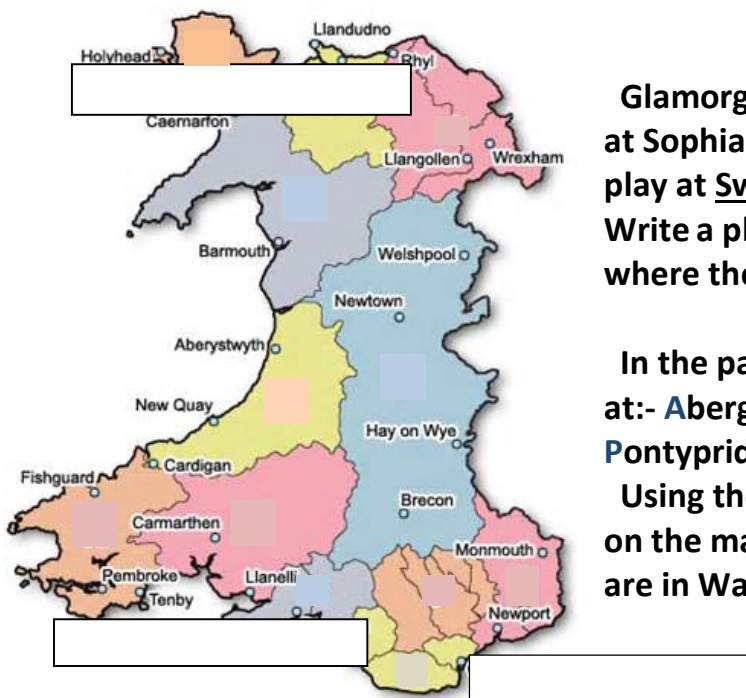 Llandudno
Holyhead
Rhyl
Caernarfon
Llangollen
Wrexham
Barmouth
Welshpool
Newtown
Aberystwyth
New Quay
Hay on Wye
Cardigan
Fishguard
Brecon
Carmarthen
Monmouth
Pembroke
Llanelli
Tenby
Newport
Glamorg
at Sophia
play at Sw
Write a pl
where the
In the pa
at:- Aberg
Pontyprid
Using th
on the ma
are in Wa